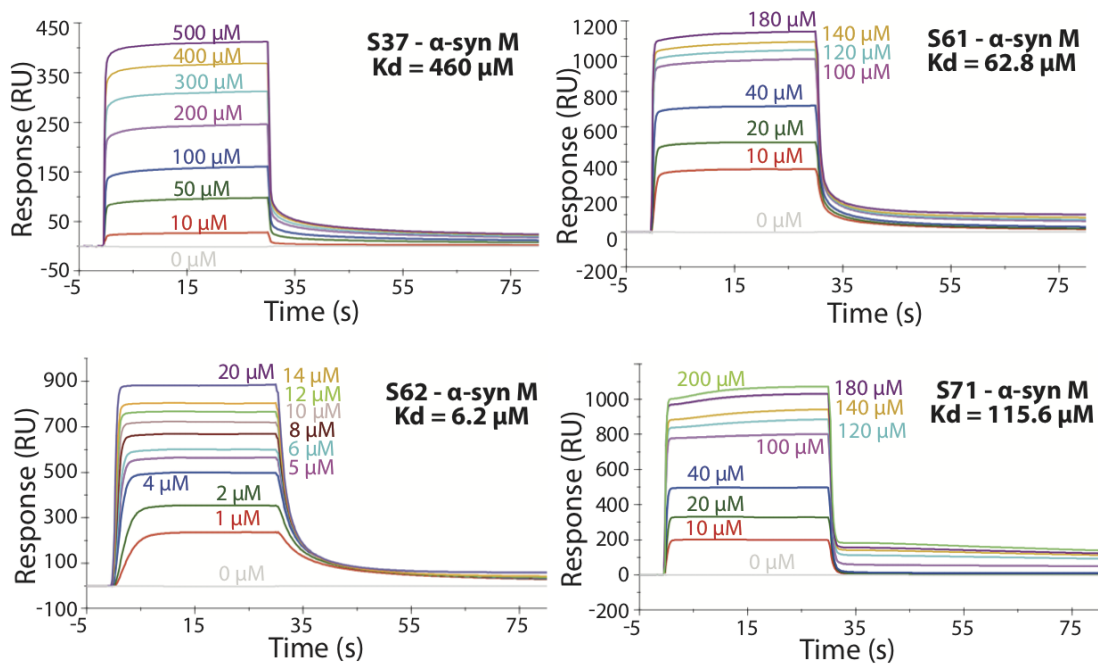 450
350
250
150
50
-50
Response (RU)
500 µM
400 µM
300 µM
200 µM
100 µM
50 µM
10 µM
0 µM
S37 - α-syn M
Kd = 460 µM
-5 15 35 55 75
Time (s)
1200
1000
800
600
400
200
0
-200
Response (RU)
180 µM
140 µM
120 µM
100 µM
40 µM
20 µM
10 µM
0 µM
S61 - α-syn M
Kd = 62.8 µM
-5 15 35 55 75
Time (s)
900
700
500
300
100
-100
Response (RU)
20 µM
14 µM
12 µM
10 µM
8 µM
6 µM
5 µM
4 µM
2 µM
1 µM
0 µM
S62 - α-syn M
Kd = 6.2 µM
-5 15 35 55 75
Time (s)
1000
800
600
400
200
0
-200
Response (RU)
200 µM
180 µM
140 µM
120 µM
100 µM
40 µM
20 µM
10 µM
0 µM
S71 - α-syn M
Kd = 115.6 µM
-5 15 35 55 75
Time (s)